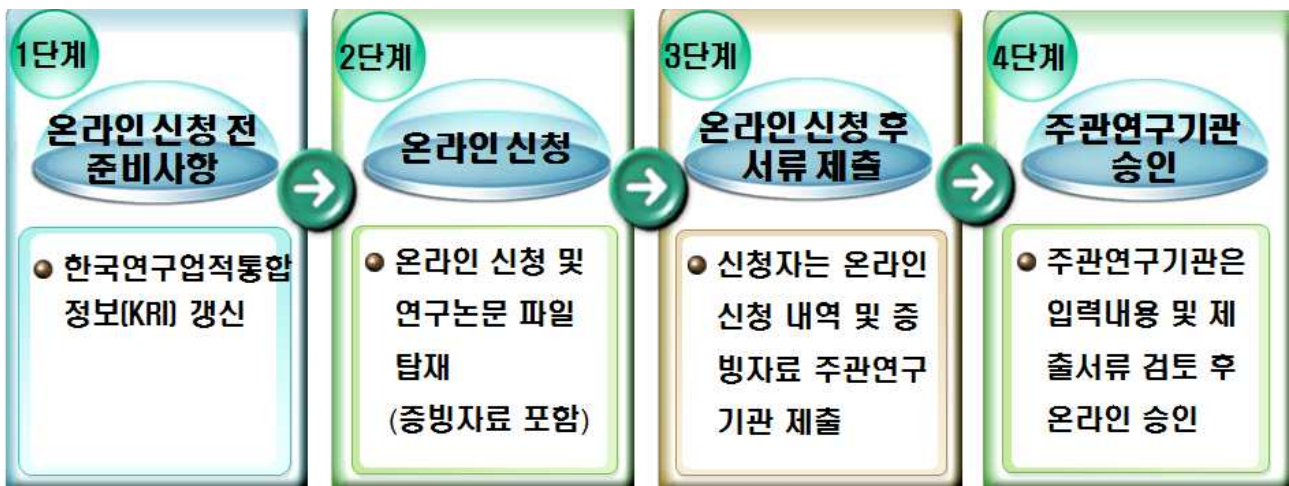 1단계
온라인 신청 전
준비사항
한국연구업적통합
정보(KRI) 갱신
2단계
온라인 신청
온라인 신청 및
연구논문 파일
탑재
(증빙자료 포함)
3단계
온라인 신청 후
서류 제출
신청자는 온라인
신청 내역 및 증
빙자료 주관연구
기관 제출
4단계
주관연구기관
승인
주관연구기관은
입력내용 및 제
출서류 검토 후
온라인 승인